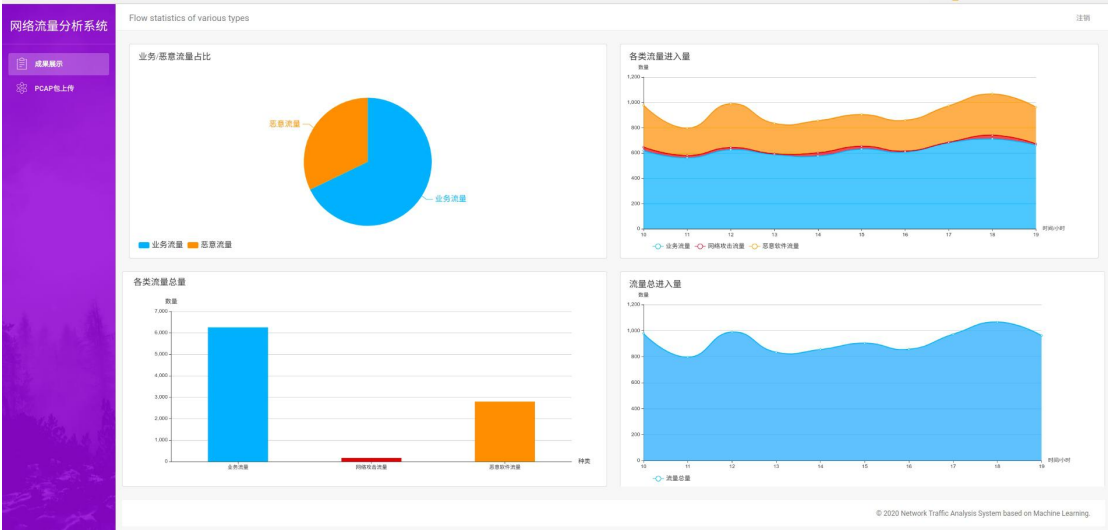 网络流量分析系统
成果展示
PCAP包上传
Flow statistics of various types
注销
业务/恶意流量占比
恶意流量
业务流量
业务流量 恶意流量
各类流量进入量
数量
1,200
1,000
800
600
400
200
0
10 11 12 13 14 15 16 17 18 19
时间/小时
业务流量 网络攻击流量 恶意软件流量
各类流量总量
数量
7,000
6,000
5,000
4,000
3,000
2,000
1,000
0
业务流量 网络攻击流量 恶意软件流量
种类
流量总进入量
数量
1,200
1,000
800
600
400
200
0
10 11 12 13 14 15 16 17 18 19
时间/小时
流量总量
© 2020 Network Traffic Analysis System based on Machine Learning.